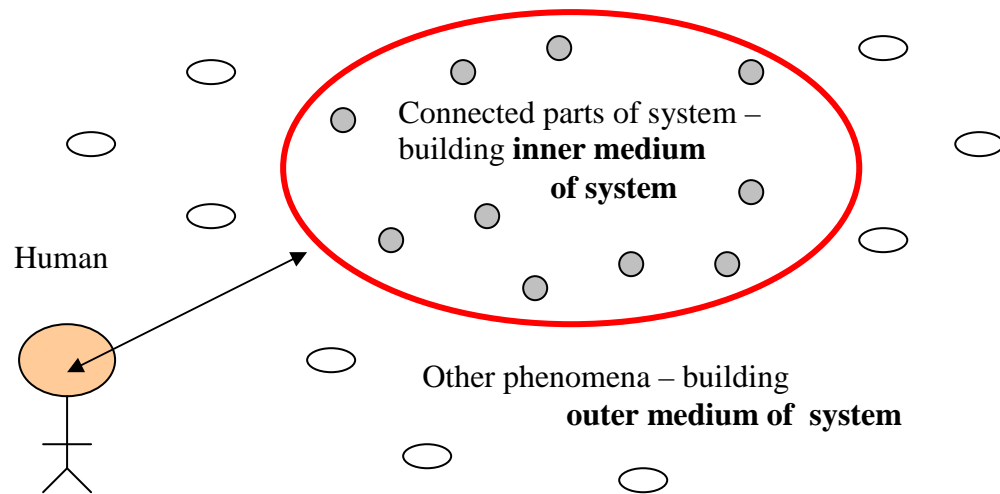 Connected parts of system –
building inner medium
of system
Human
Other phenomena – building
outer medium of system